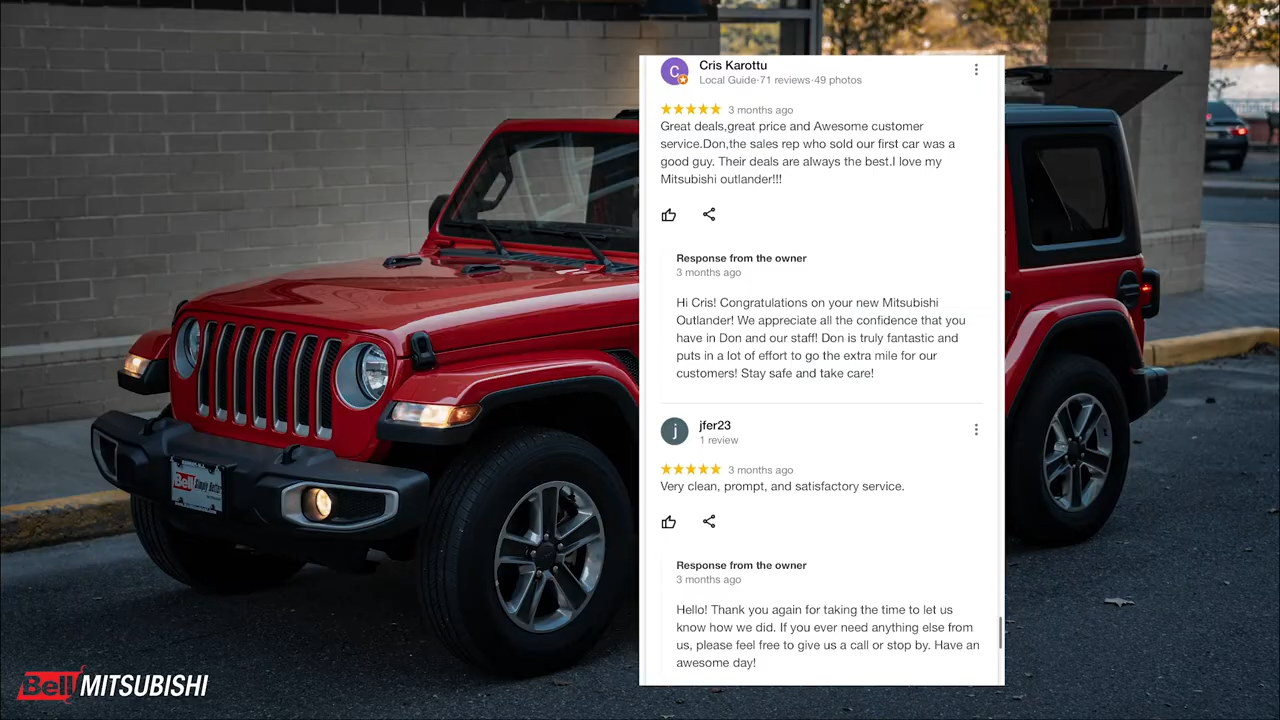 Cris Karottu
Local Guide·71 reviews·49 photos
3 months ago
Great deals,great price and Awesome customer
service.Don,the sales rep who sold our first car was a
good guy. Their deals are always the best.I love my
Mitsubishi outlander!!!
Response from the owner
3 months ago
Hi Cris! Congratulations on your new Mitsubishi
Outlander! We appreciate all the confidence that you
have in Don and our staff! Don is truly fantastic and
puts in a lot of effort to go the extra mile for our
customers! Stay safe and take care!
j
jfer23
1 review
3 months ago
Very clean, prompt, and satisfactory service.
Response from the owner
3 months ago
Hello! Thank you again for taking the time to let us
know how we did. If you ever need anything else from
us, please feel free to give us a call or stop by. Have an
awesome day!
Bell Simply Better
Bell MITSUBISHI